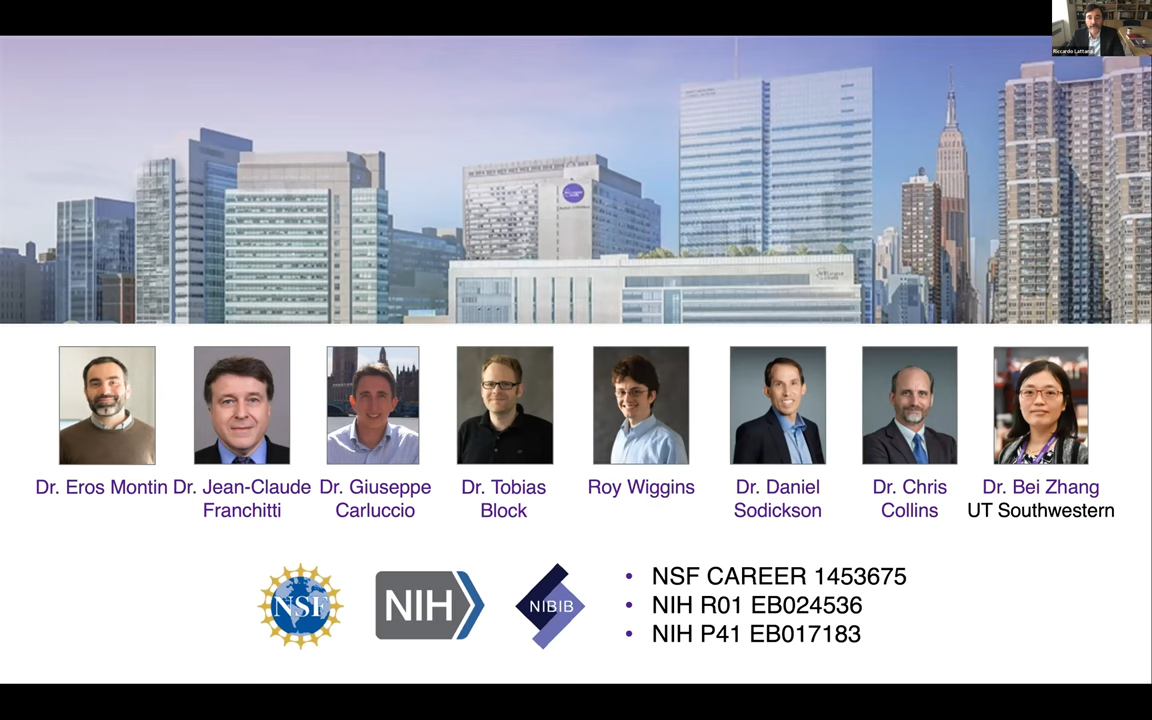 Riccardo Lattanzi
Dr. Eros Montin
Dr. Jean-Claude
Franchitti
Dr. Giuseppe
Carluccio
Dr. Tobias
Block
Roy Wiggins
Dr. Daniel
Sodickson
Dr. Chris
Collins
Dr. Bei Zhang
UT Southwestern
NSF
NIH
NIBIB
• NSF CAREER 1453675
• NIH R01 EB024536
• NIH P41 EB017183